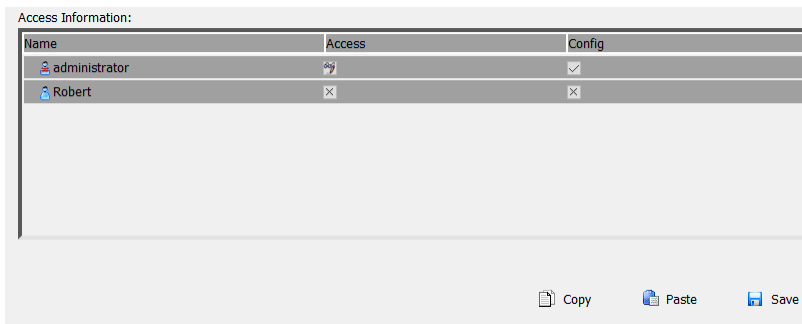 Access Information:
Name Access Config
administrator
Robert
Copy Paste Save